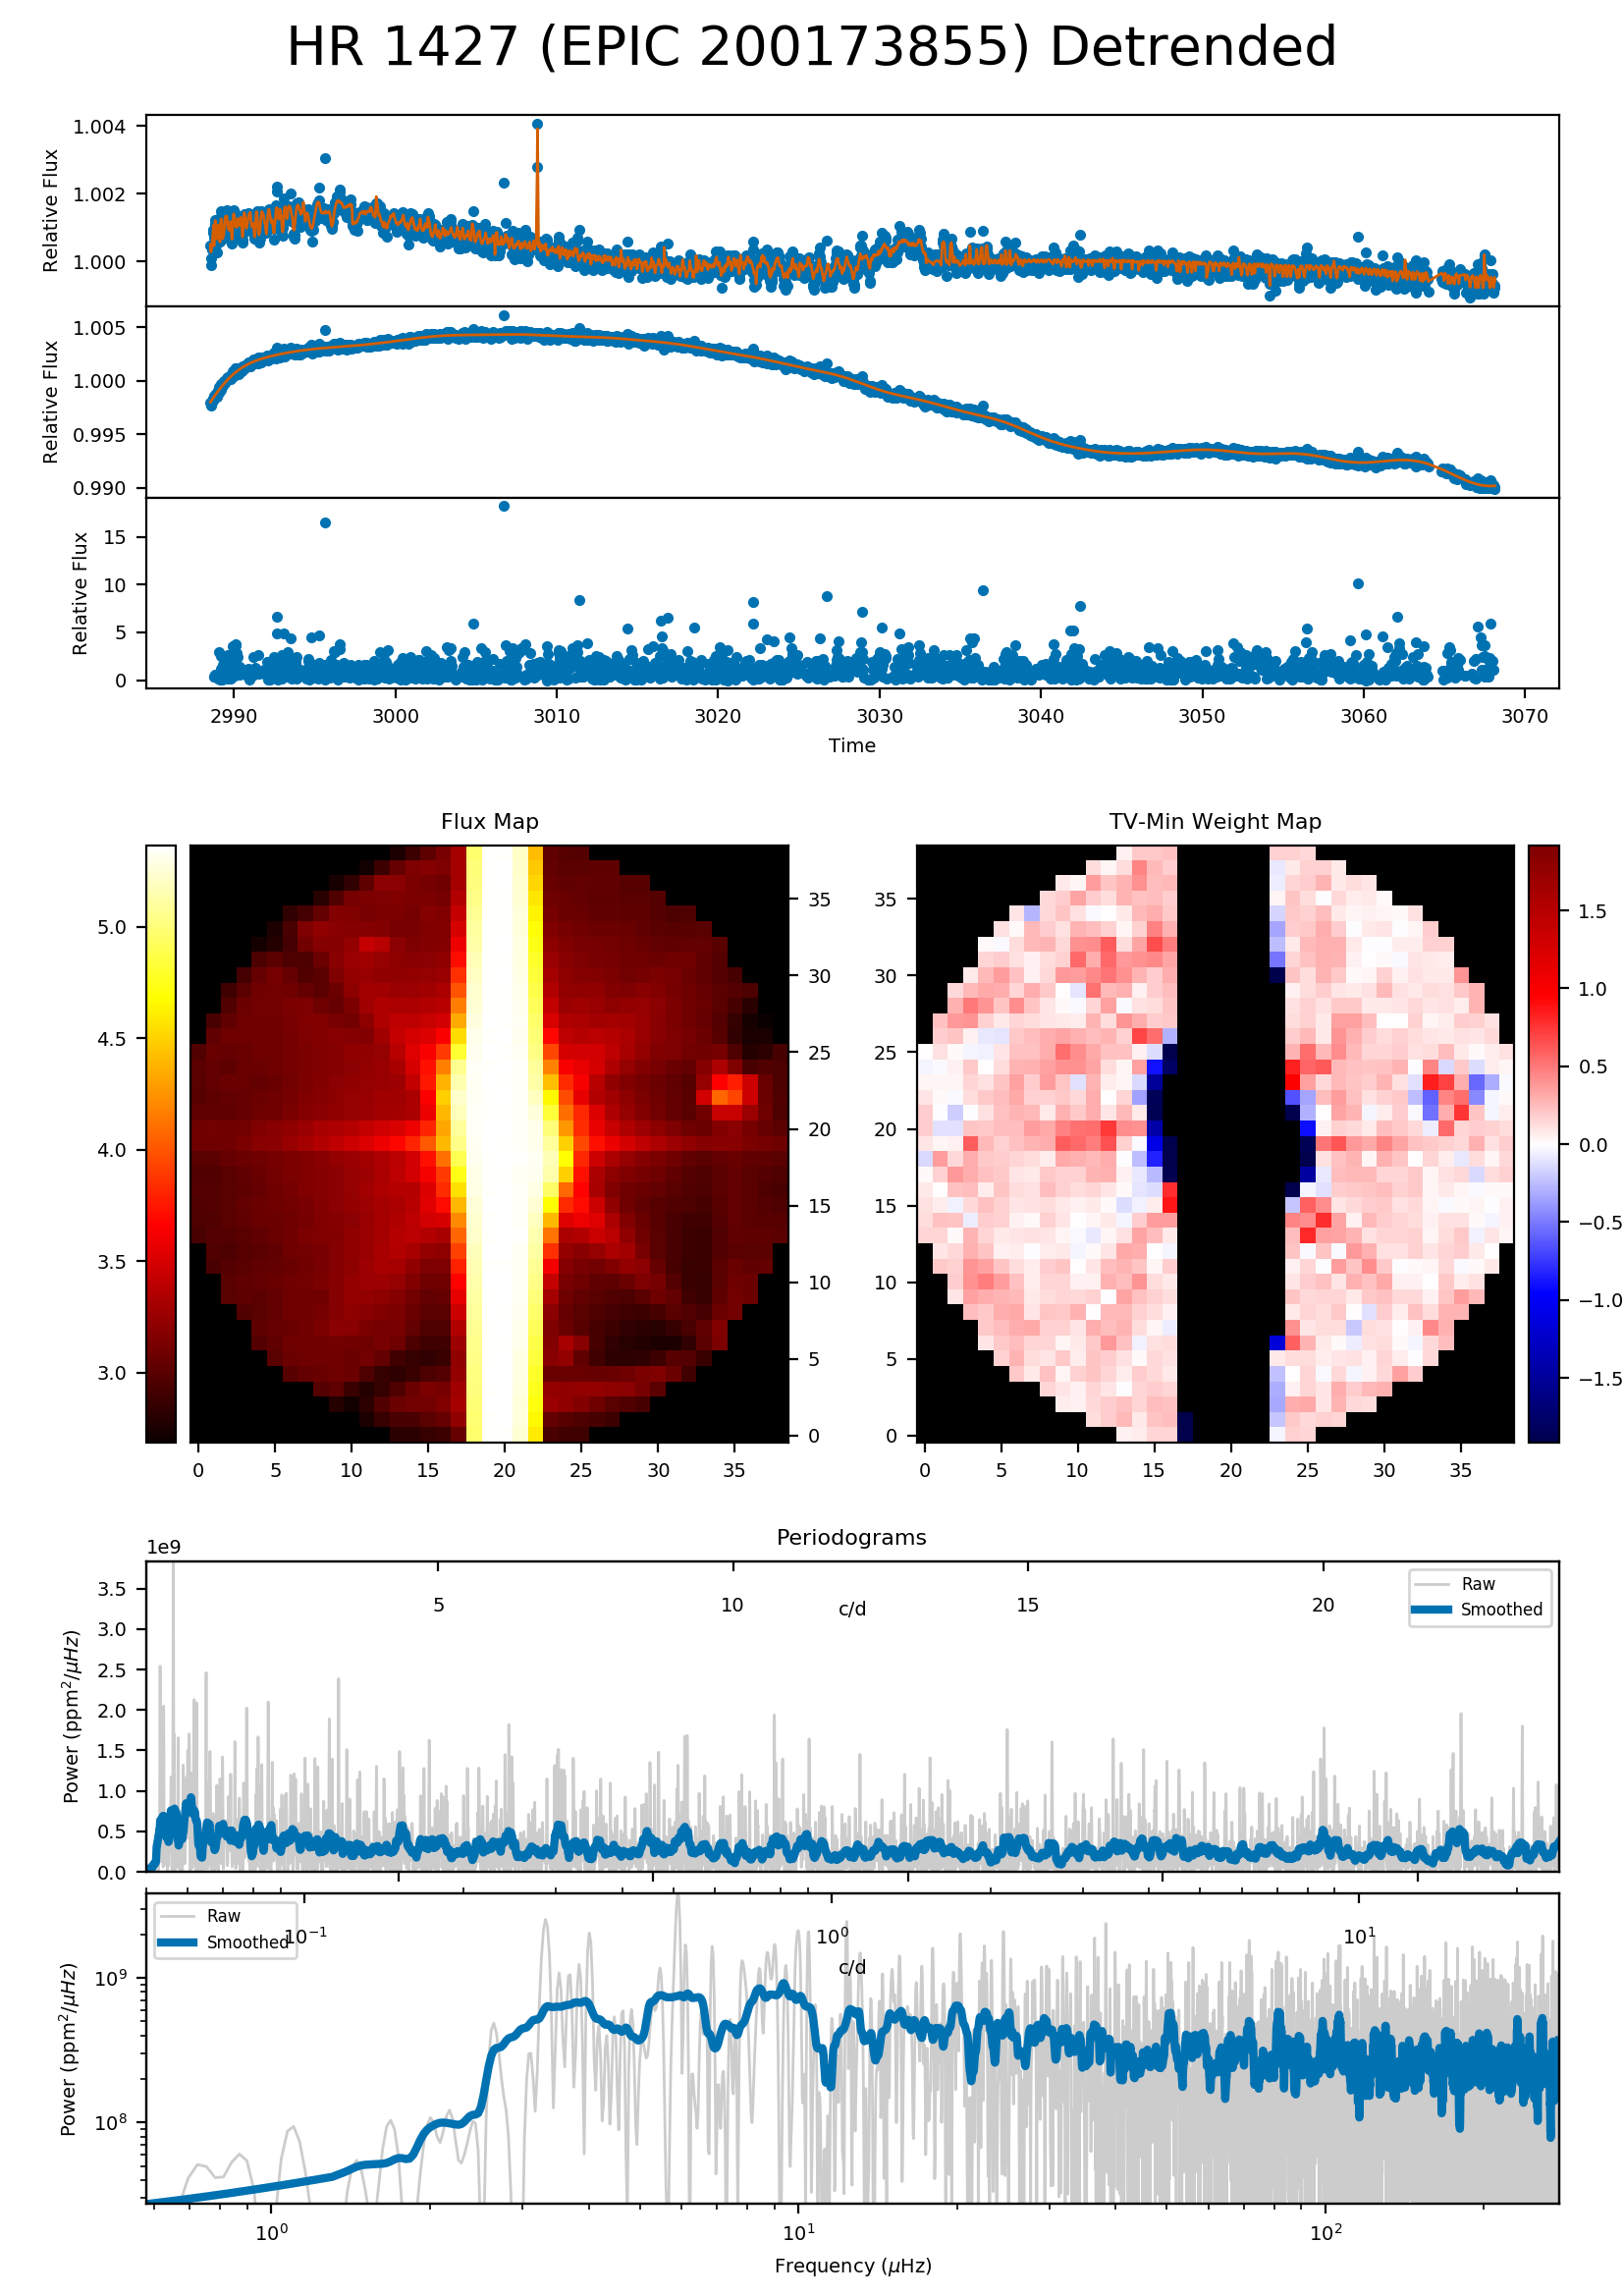 HR 1427 (EPIC 200173855) Detrended
1.004
1.002
1.000
Relative Flux
1.005
1.000
0.995
0.990
Relative Flux
15
10
5
0
Relative Flux
2990 3000 3010 3020 3030 3040 3050 3060 3070
Time
Flux Map
TV-Min Weight Map
5.0
4.5
4.0
3.5
3.0
35
30
25
20
15
10
5
0
0 5 10 15 20 25 30 35
35
30
25
20
15
10
5
0
0 5 10 15 20 25 30 35
1.5
1.0
0.5
0.0
−0.5
−1.0
−1.5
Periodograms
1e9
3.5
3.0
2.5
2.0
1.5
1.0
0.5
0.0
Power (ppm²/μHz)
5 10 15 20
c/d
Raw
Smoothed
Raw
Smoothed
10⁻¹ 10⁰ 10¹
c/d
10⁹
10⁸
Power (ppm²/μHz)
10⁰ 10¹ 10²
Frequency (μHz)